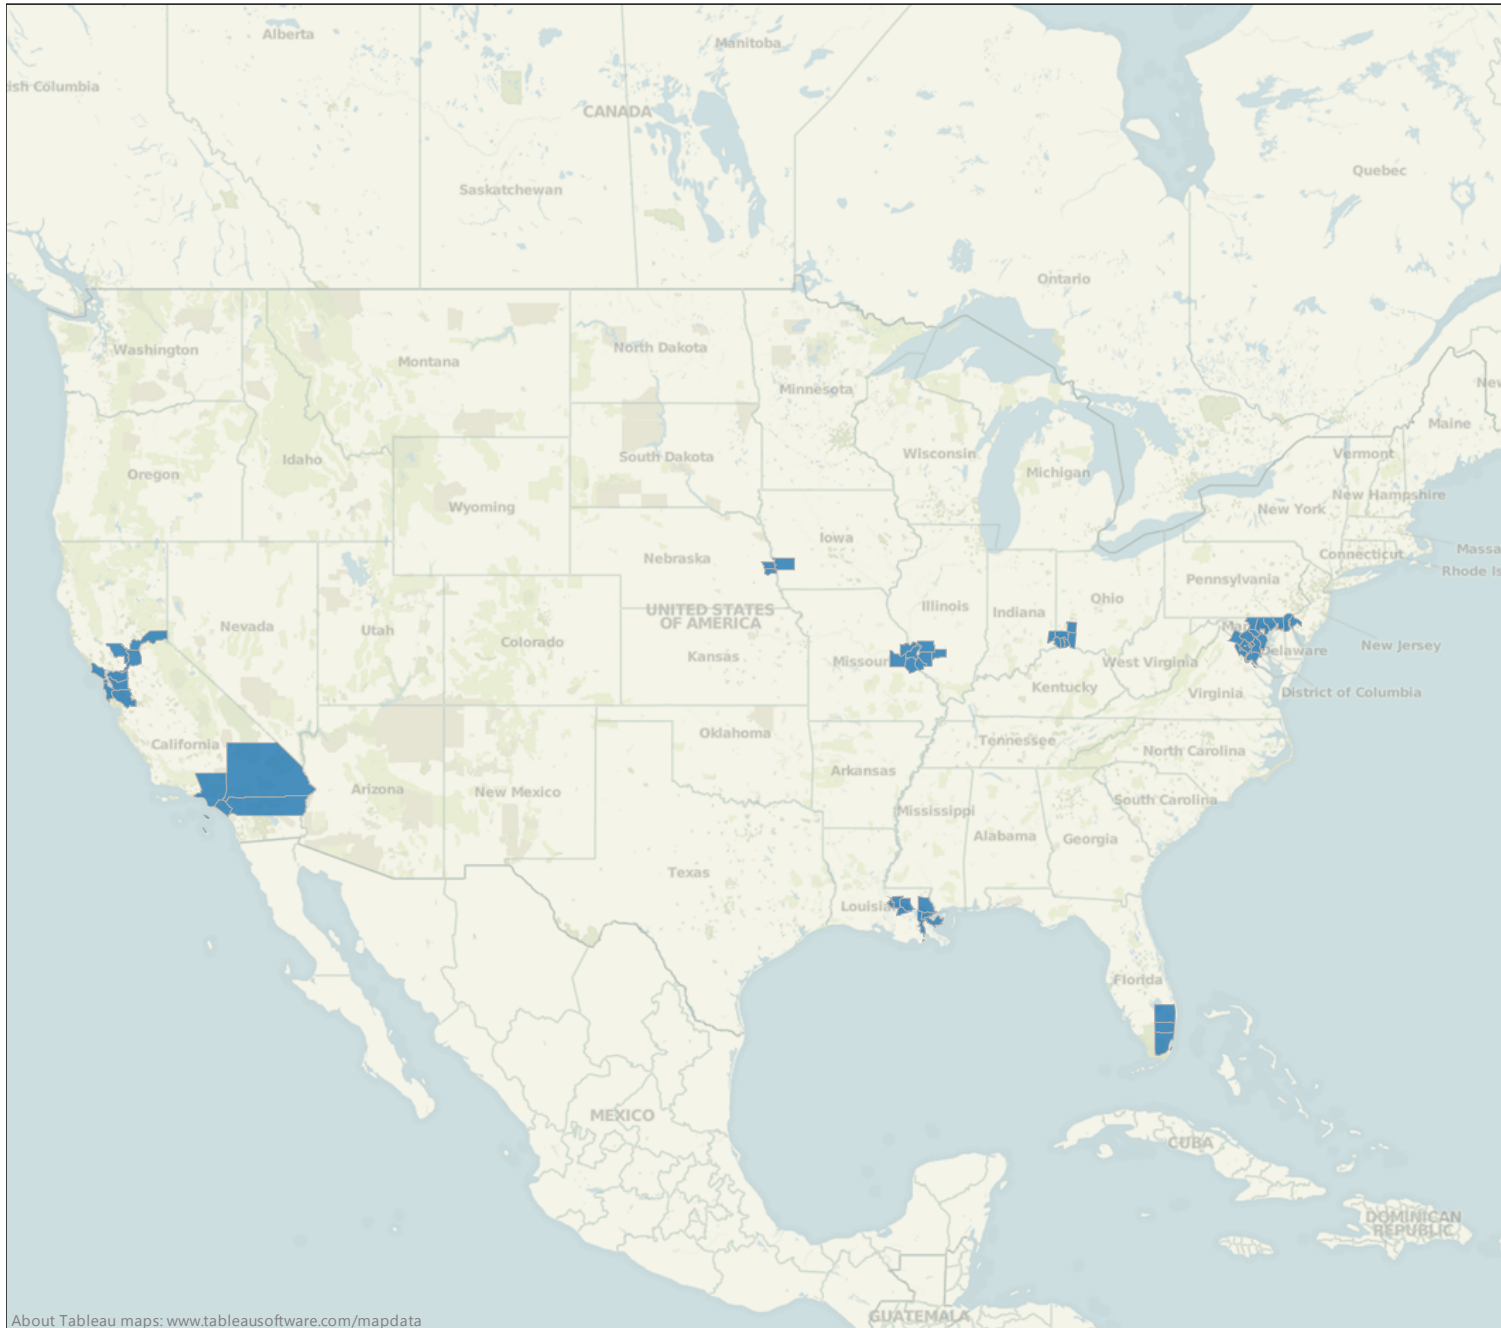 Alberta
Manitoba
ish Columbia
CANADA
Quebec
Saskatchewan
Ontario
Washington
North Dakota
Montana
Minnesota
New
Maine
Oregon
Idaho
South Dakota
Wisconsin
Michigan
Vermont
New Hampshire
Wyoming
New York
Iowa
Nebraska
Connecticut
Massa
Rhode Is
Pennsylvania
UNITED STATES
OF AMERICA
Illinois
Indiana
Ohio
Nevada
Utah
Colorado
Kansas
Missour
West Virginia
Mar
Delaware
New Jersey
Kentucky
Virginia
District of Columbia
California
Oklahoma
Tennessee
North Carolina
Arizona
New Mexico
Arkansas
South Carolina
Mississippi
Alabama
Georgia
Texas
Louisia
Florida
MEXICO
CUBA
DOMINICAN
REPUBLIC
GUATEMALA
About Tableau maps: www.tableausoftware.com/mapdata